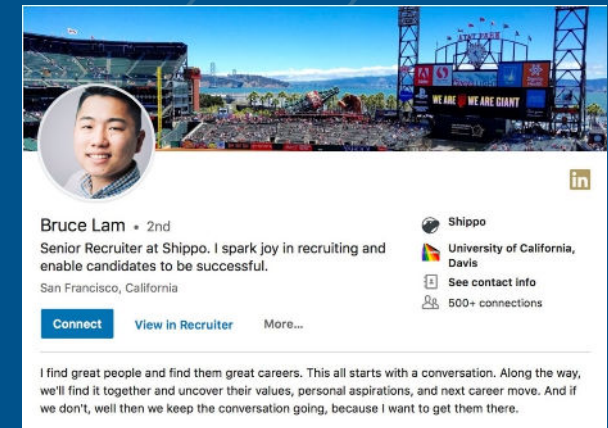 AT&T PARK
WE ARE WE ARE GIANT
in
Bruce Lam • 2nd
Senior Recruiter at Shippo. I spark joy in recruiting and
enable candidates to be successful.
San Francisco, California
Shippo
University of California,
Davis
See contact info
500+ connections
Connect
View in Recruiter
More...
I find great people and find them great careers. This all starts with a conversation. Along the way,
we'll find it together and uncover their values, personal aspirations, and next career move. And if
we don't, well then we keep the conversation going, because I want to get them there.